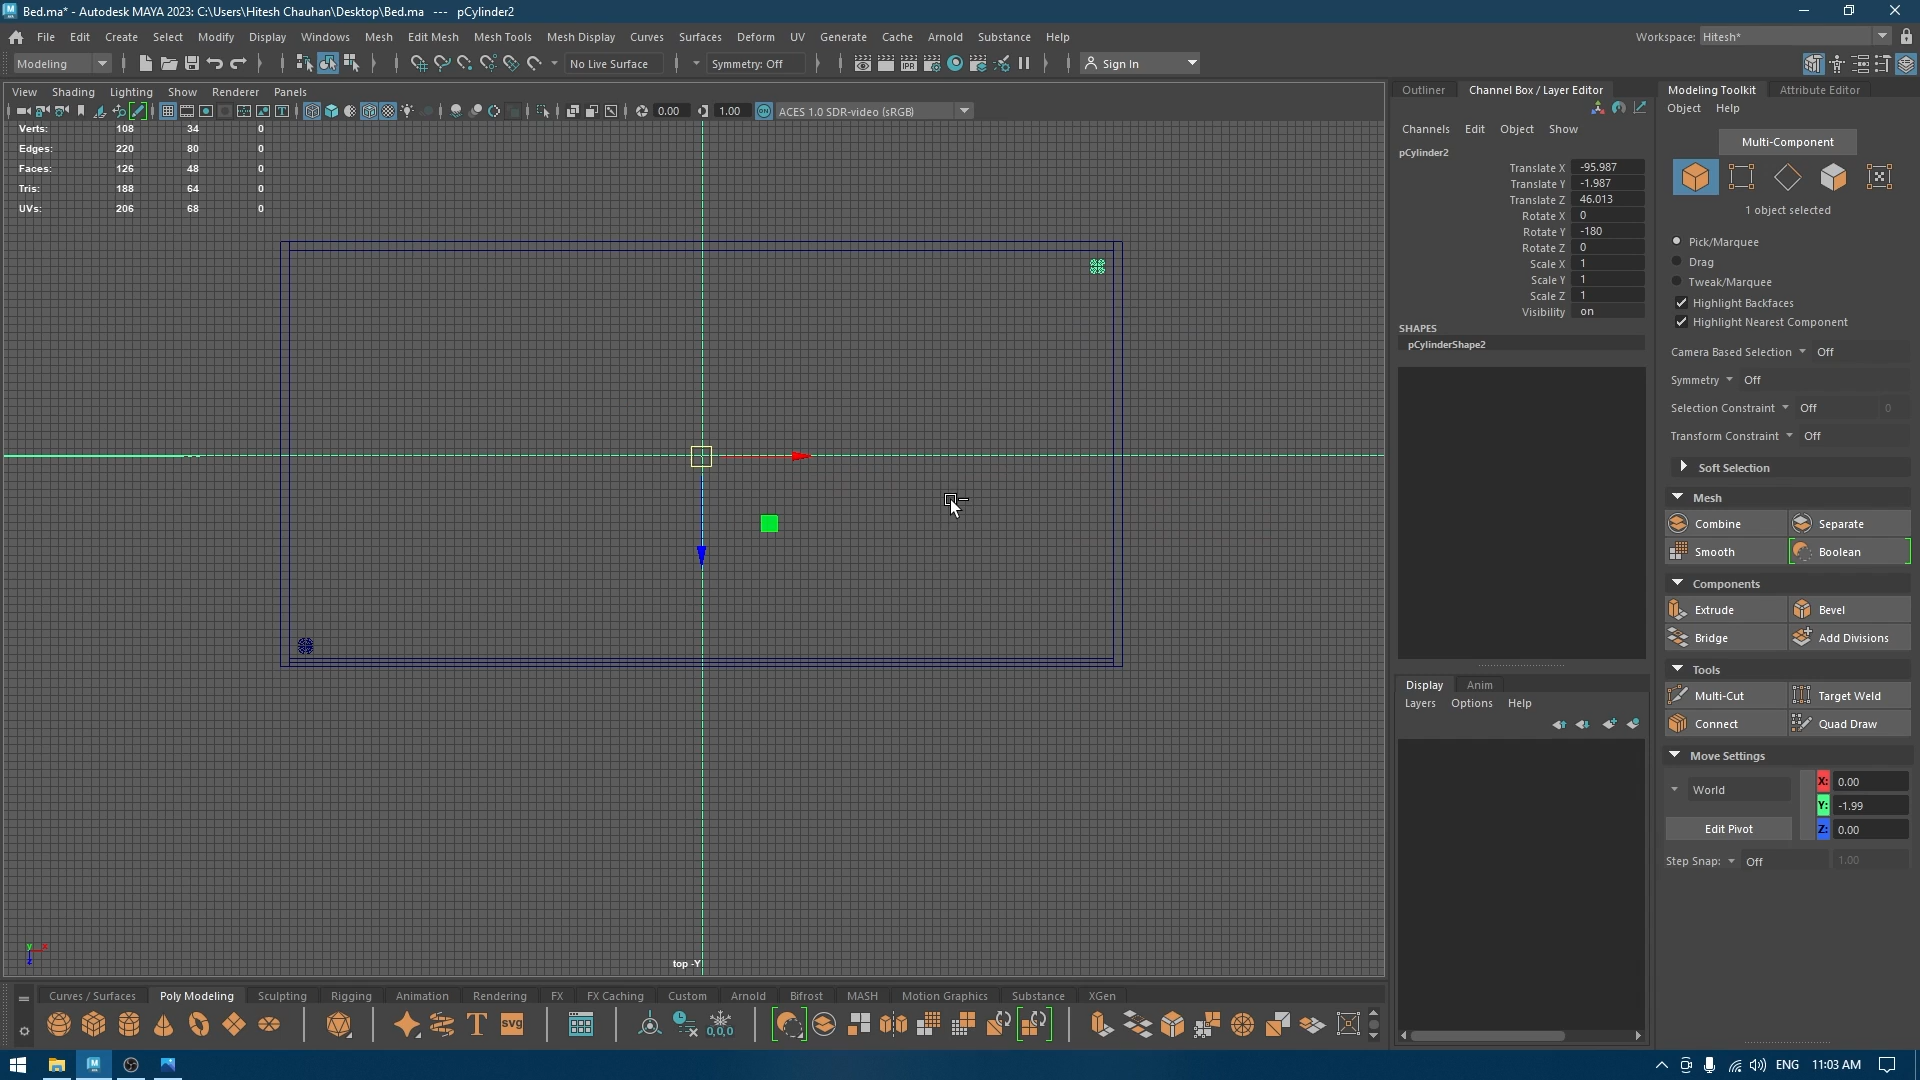 Bed.ma* - Autodesk MAYA 2023: C:\Users\Hitesh Chauhan\Desktop\Bed.ma --- pCylinder2
File Edit Create Select Modify Display Windows Mesh Edit Mesh Mesh Tools Mesh Display Curves Surfaces Deform UV Generate Cache Arnold Substance Help
Workspace: Hitesh*
Modeling No Live Surface Symmetry: Off Sign In
View Shading Lighting Show Renderer Panels
0.00 1.00 ACES 1.0 SDR-video (sRGB)
Verts: 108 34 0
Edges: 220 80 0
Faces: 126 48 0
Tris: 188 64 0
UVs: 206 68 0
top -Y
Outliner Channel Box / Layer Editor
Channels Edit Object Show
pCylinder2
Translate X -95.987
Translate Y -1.987
Translate Z 46.013
Rotate X 0
Rotate Y -180
Rotate Z 0
Scale X 1
Scale Y 1
Scale Z 1
Visibility on
SHAPES
pCylinderShape2
Display Anim
Layers Options Help
Modeling Toolkit Attribute Editor
Object Help
Multi-Component
1 object selected
Pick/Marquee
Drag
Tweak/Marquee
Highlight Backfaces
Highlight Nearest Component
Camera Based Selection Off
Symmetry Off
Selection Constraint Off 0
Transform Constraint Off
Soft Selection
Mesh
Combine Separate
Smooth Boolean
Components
Extrude Bevel
Bridge Add Divisions
Tools
Multi-Cut Target Weld
Connect Quad Draw
Move Settings
World
X: 0.00
Y: -1.99
Edit Pivot
Z: 0.00
Step Snap: Off 1.00
Curves / Surfaces Poly Modeling Sculpting Rigging Animation Rendering FX FX Caching Custom Arnold Bifrost MASH Motion Graphics Substance XGen
T svg 0,0,0
ENG 11:03 AM